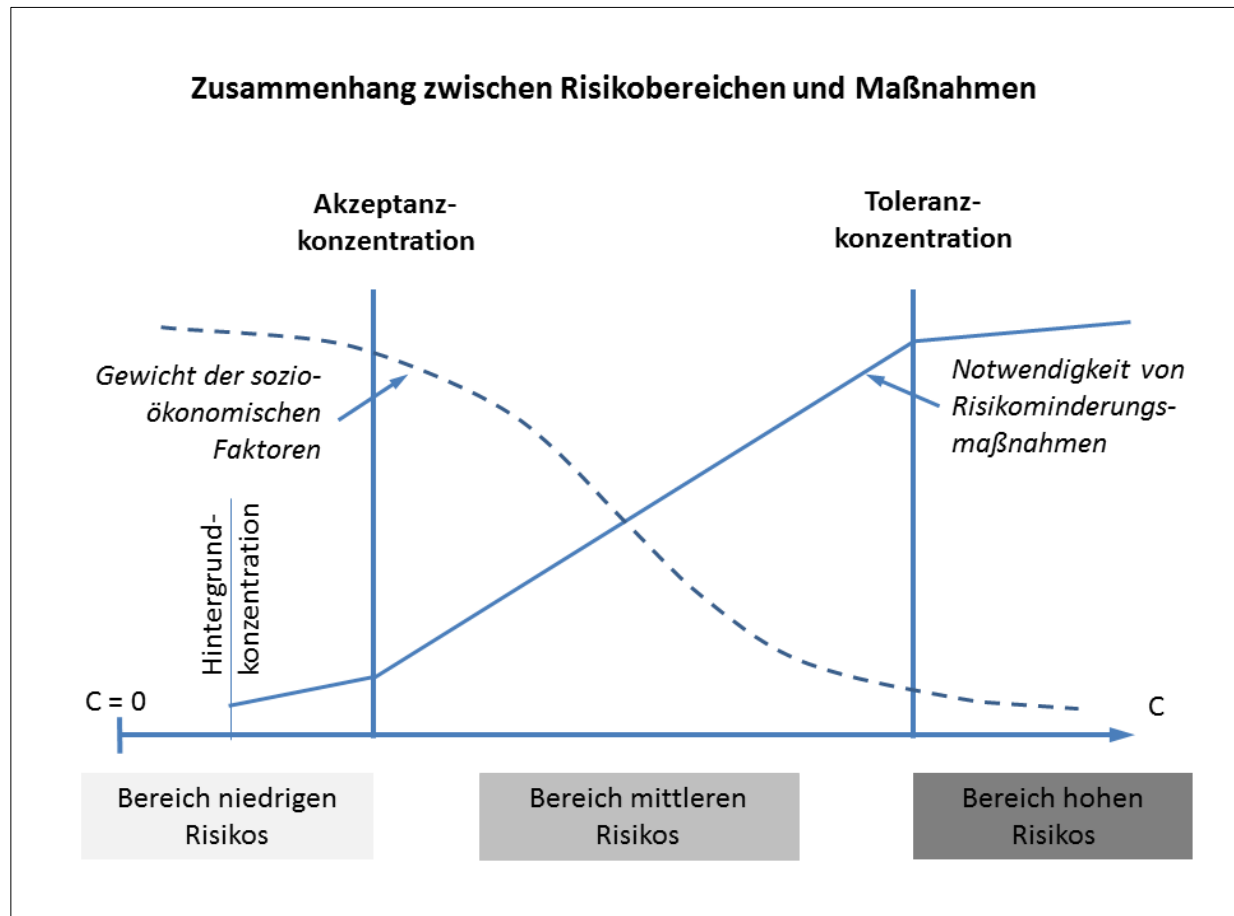 Zusammenhang zwischen Risikobereichen und Maßnahmen
Akzeptanz-
konzentration
Toleranz-
konzentration
Gewicht der sozio-
ökonomischen
Faktoren
Notwendigkeit von
Risikominderungs-
maßnahmen
Hintergrund-
konzentration
C = 0
C
Bereich niedrigen
Risikos
Bereich mittleren
Risikos
Bereich hohen
Risikos